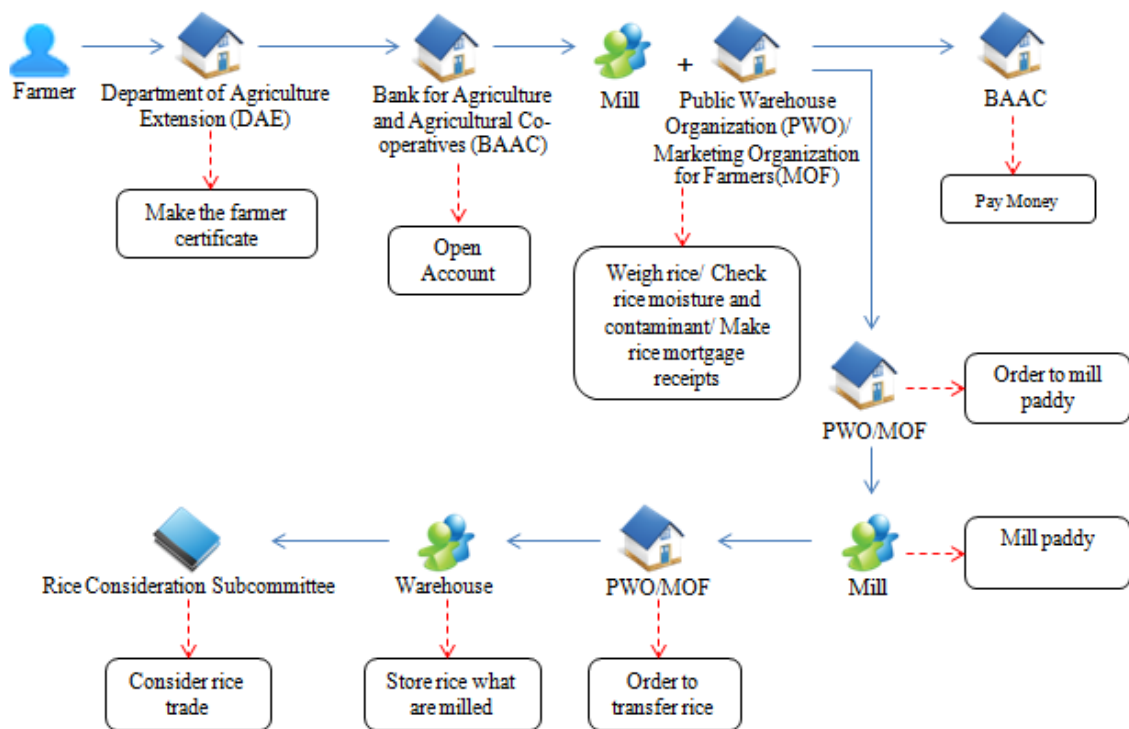 Farmer
Department of Agriculture
Extension (DAE)
Bank for Agriculture
and Agricultural Co-
operatives (BAAC)
Mill
+
Public Warehouse
Organization (PWO)/
Marketing Organization
for Farmers(MOF)
BAAC
Make the farmer
certificate
Open
Account
Weigh rice/ Check
rice moisture and
contaminant/ Make
rice mortgage
receipts
Pay Money
PWO/MOF
Order to mill
paddy
Rice Consideration Subcommittee
Warehouse
PWO/MOF
Mill
Mill paddy
Consider rice
trade
Store rice what
are milled
Order to
transfer rice